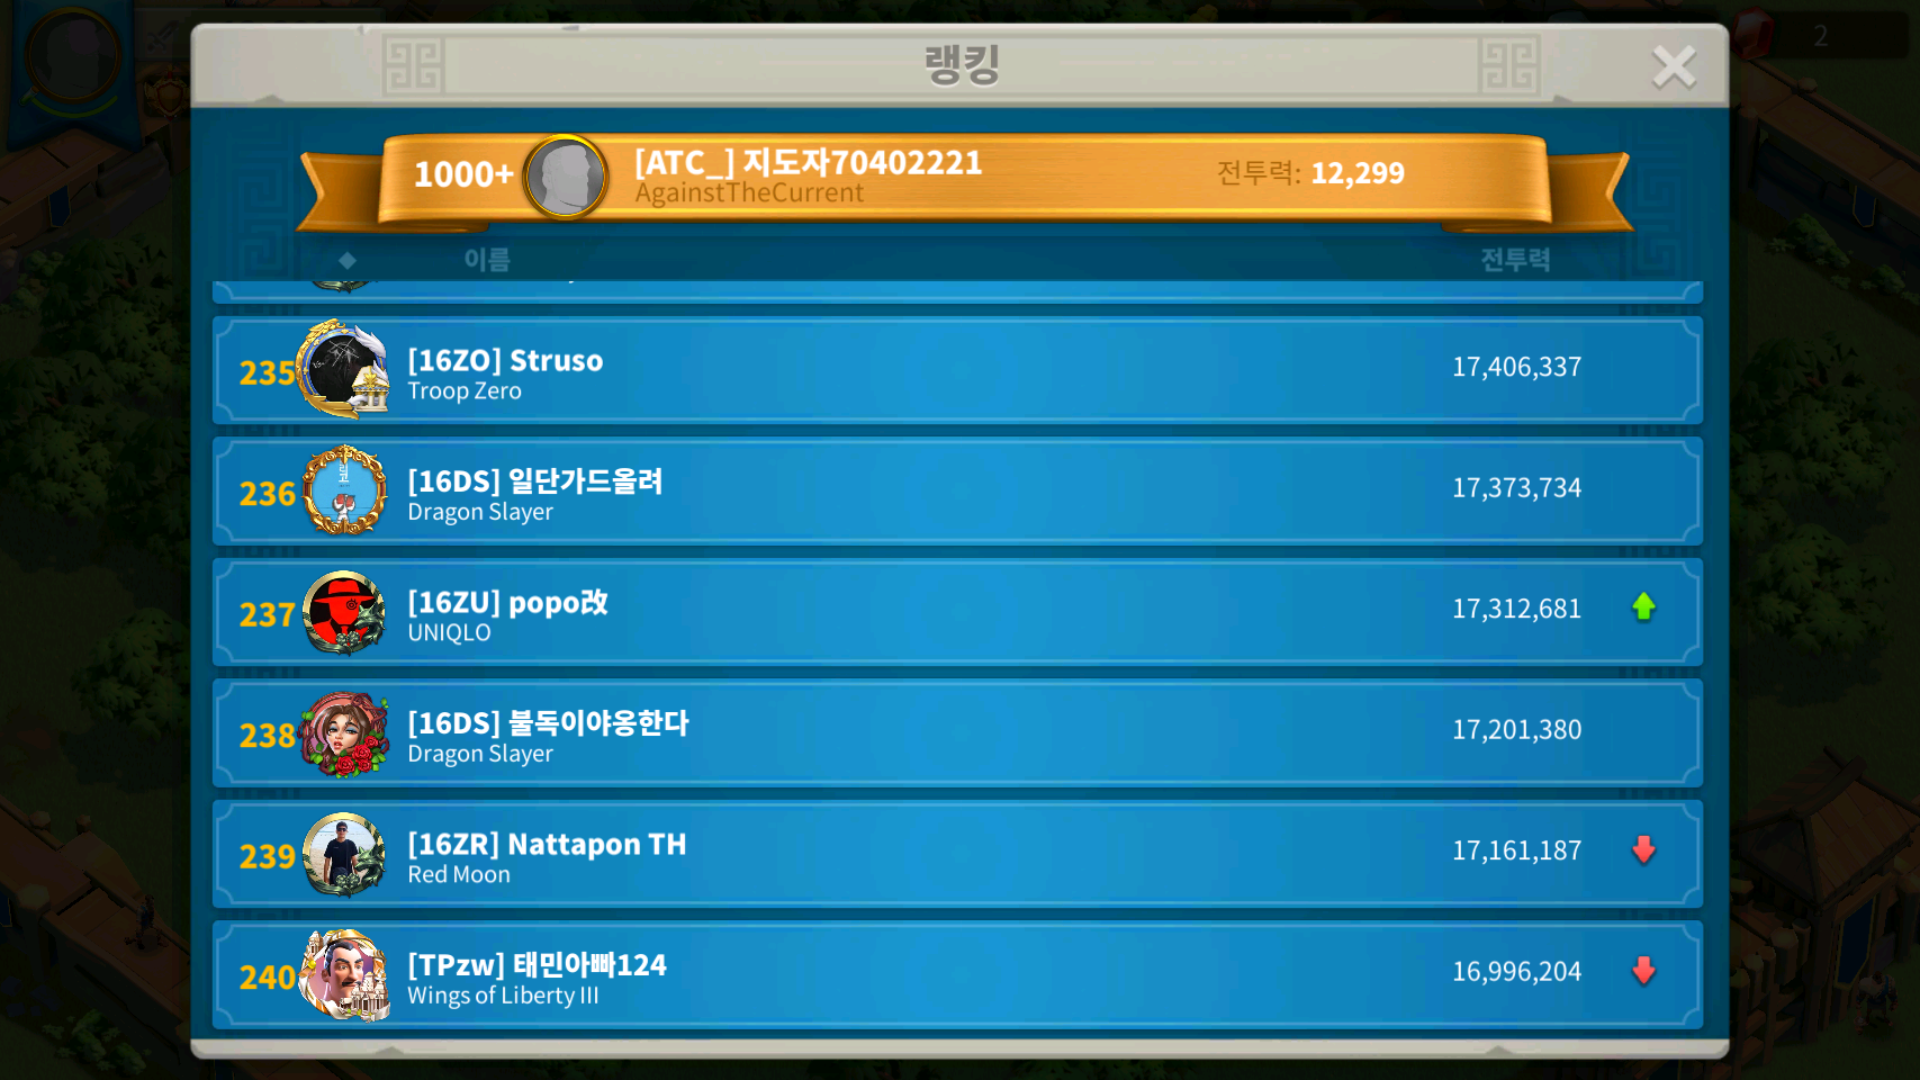 2
랭킹
1000+
[ATC_] 지도자70402221
AgainstTheCurrent
전투력: 12,299
이름
전투력
235
[16ZO] Struso
Troop Zero
17,406,337
236
[16DS] 일단가드올려
Dragon Slayer
17,373,734
237
[16ZU] popo改
UNIQLO
17,312,681
238
[16DS] 불독이야옹한다
Dragon Slayer
17,201,380
239
[16ZR] Nattapon TH
Red Moon
17,161,187
240
[TPzw] 태민아빠124
Wings of Liberty III
16,996,204